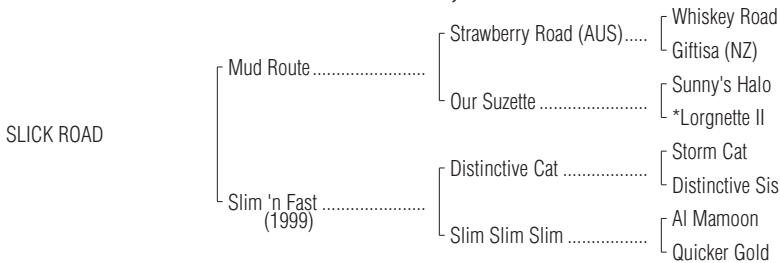 Whiskey Road
Strawberry Road (AUS).....
Giftisa (NZ)
Mud Route........................
Sunny's Halo
Our Suzette .......................
*Lorgnette II
SLICK ROAD
Storm Cat
Distinctive Cat ..................
Distinctive Sis
Slim 'n Fast ......................
(1999)
Al Mamoon
Slim Slim Slim .................
Quicker Gold